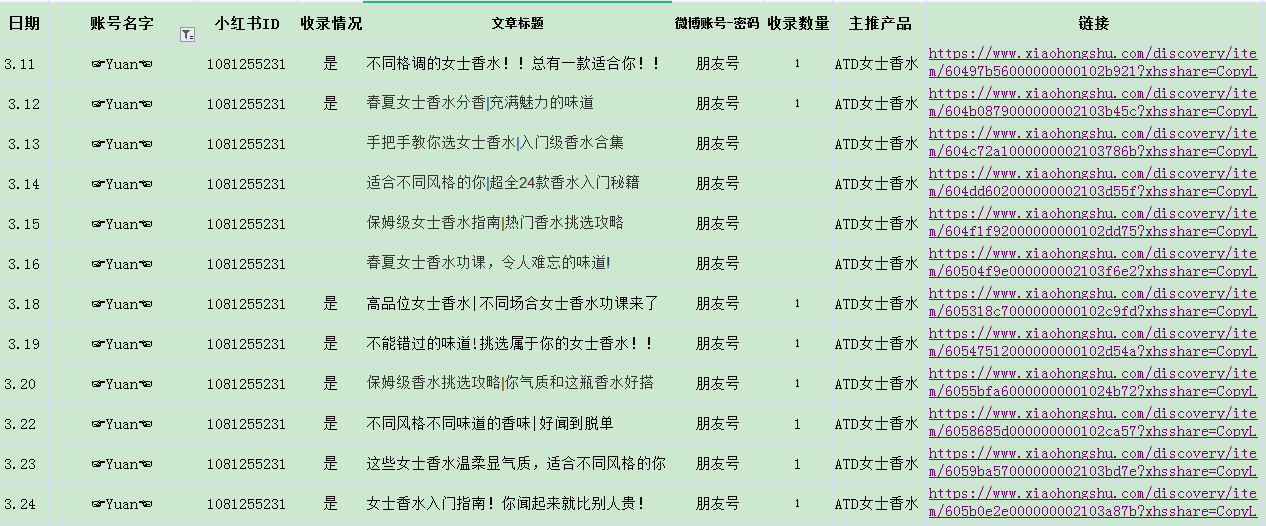 日期 账号名字 小红书ID 收录情况 文章标题 微博账号-密码 收录数量 主推产品 链接
3.11 ☞Yuan☜ 1081255231 是 不同格调的女士香水！！总有一款适合你！！ 朋友号 1 ATD女士香水 https://www.xiaohongshu.com/discovery/ite
m/60497b56000000000102b921?xhsshare=CopyL
3.12 ☞Yuan☜ 1081255231 是 春夏女士香水分香|充满魅力的味道 朋友号 1 ATD女士香水 https://www.xiaohongshu.com/discovery/ite
m/604b0879000000002103b45c?xhsshare=CopyL
3.13 ☞Yuan☜ 1081255231 手把手教你选女士香水|入门级香水合集 朋友号 ATD女士香水 https://www.xiaohongshu.com/discovery/ite
m/604c72a1000000002103786b?xhsshare=CopyL
3.14 ☞Yuan☜ 1081255231 适合不同风格的你|超全24款香水入门秘籍 朋友号 ATD女士香水 https://www.xiaohongshu.com/discovery/ite
m/604dd602000000002103d55f?xhsshare=CopyL
3.15 ☞Yuan☜ 1081255231 保姆级女士香水指南|热门香水挑选攻略 朋友号 ATD女士香水 https://www.xiaohongshu.com/discovery/ite
m/604f1f92000000000102dd75?xhsshare=CopyL
3.16 ☞Yuan☜ 1081255231 春夏女士香水功课，令人难忘的味道! 朋友号 ATD女士香水 https://www.xiaohongshu.com/discovery/ite
m/60504f9e000000002103f6e2?xhsshare=CopyL
3.18 ☞Yuan☜ 1081255231 是 高品位女士香水|不同场合女士香水功课来了 朋友号 1 ATD女士香水 https://www.xiaohongshu.com/discovery/ite
m/605318c7000000000102c9fd?xhsshare=CopyL
3.19 ☞Yuan☜ 1081255231 是 不能错过的味道!挑选属于你的女士香水！！ 朋友号 1 ATD女士香水 https://www.xiaohongshu.com/discovery/ite
m/60547512000000000102d54a?xhsshare=CopyL
3.20 ☞Yuan☜ 1081255231 是 保姆级香水挑选攻略|你气质和这瓶香水好搭 朋友号 1 ATD女士香水 https://www.xiaohongshu.com/discovery/ite
m/6055bfa60000000001024b72?xhsshare=CopyL
3.22 ☞Yuan☜ 1081255231 是 不同风格不同味道的香味|好闻到脱单 朋友号 1 ATD女士香水 https://www.xiaohongshu.com/discovery/ite
m/6058685d000000000102ca57?xhsshare=CopyL
3.23 ☞Yuan☜ 1081255231 是 这些女士香水温柔显气质，适合不同风格的你 朋友号 1 ATD女士香水 https://www.xiaohongshu.com/discovery/ite
m/6059ba57000000002103bd7e?xhsshare=CopyL
3.24 ☞Yuan☜ 1081255231 是 女士香水入门指南！你闻起来就比别人贵！ 朋友号 1 ATD女士香水 https://www.xiaohongshu.com/discovery/ite
m/605b0e2e000000002103a87b?xhsshare=CopyL